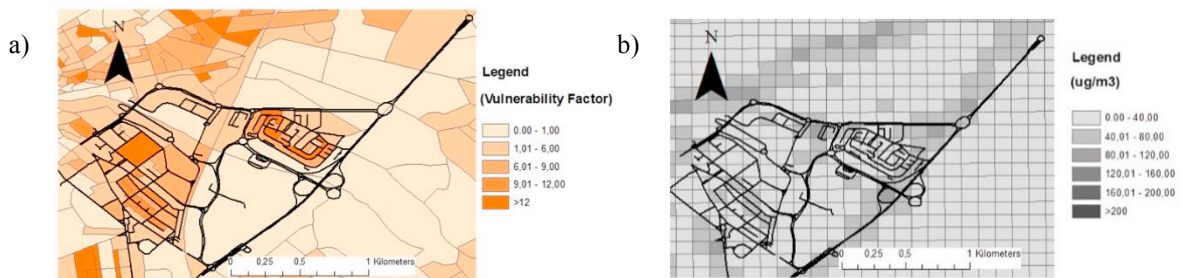 a)
N
Legend
(Vulnerability Factor)
0.00 - 1,00
1,01 - 6,00
6,01 - 9,00
9,01 - 12,00
>12
0 0,25 0,5 1 Kilometers
b)
N
Legend
(ug/m3)
0.00 - 40,00
40,01 - 80,00
80,01 - 120,00
120,01 - 160,00
160,01 - 200,00
>200
0 0,25 0,5 1 Kilometers